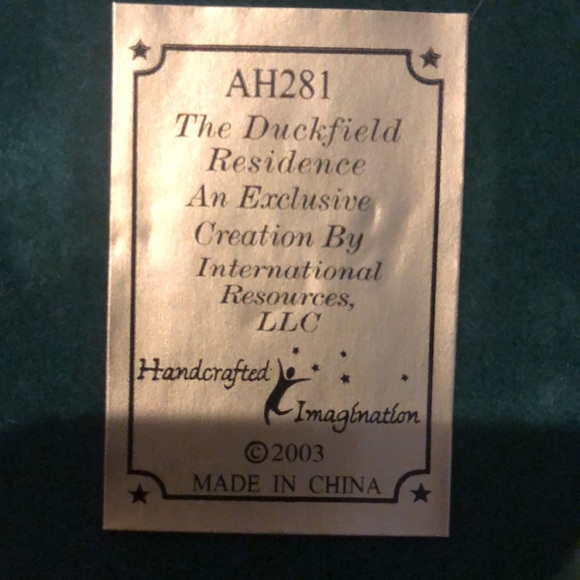 AH281
The Duckfield
Residence
An Exclusive
Creation By
International
Resources,
LLC
Handcrafted
Imagination
©2003
MADE IN CHINA